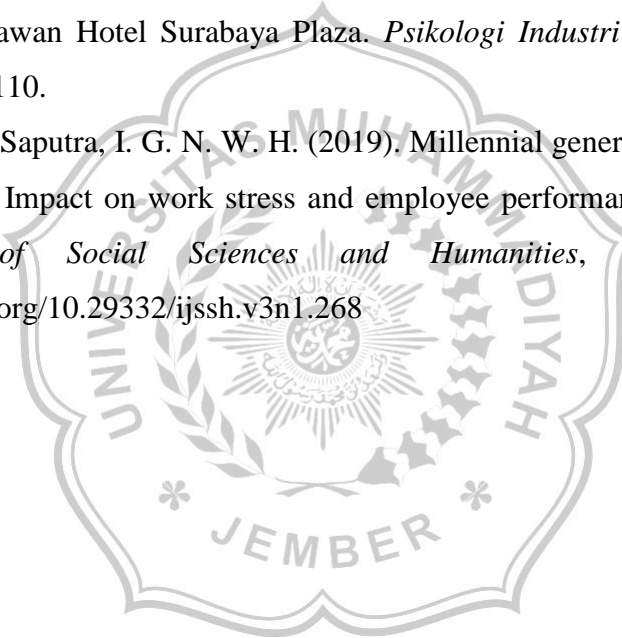 awan Hotel Surabaya Plaza. Psikologi Industri
110.
Saputra, I. G. N. W. H. (2019). Millennial gener
Impact on work stress and employee performan
of Social Sciences and Humanities,
org/10.29332/ijssh.v3n1.268
UNIVERSITAS MUHAMMADIYAH
JEMBER